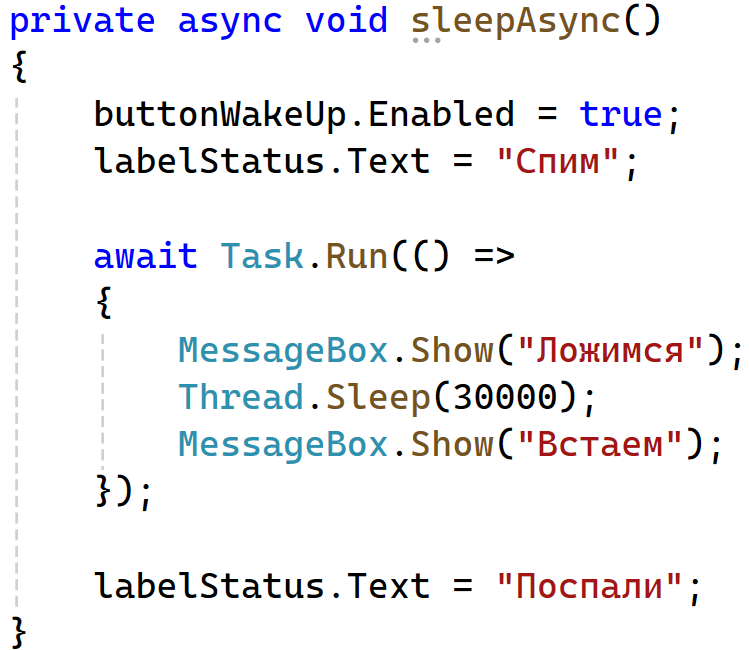 private async void sleepAsync()
{
    buttonWakeUp.Enabled = true;
    labelStatus.Text = "Спим";

    await Task.Run(() =>
    {
        MessageBox.Show("Ложимся");
        Thread.Sleep(30000);
        MessageBox.Show("Встаем");
    });

    labelStatus.Text = "Поспали";
}